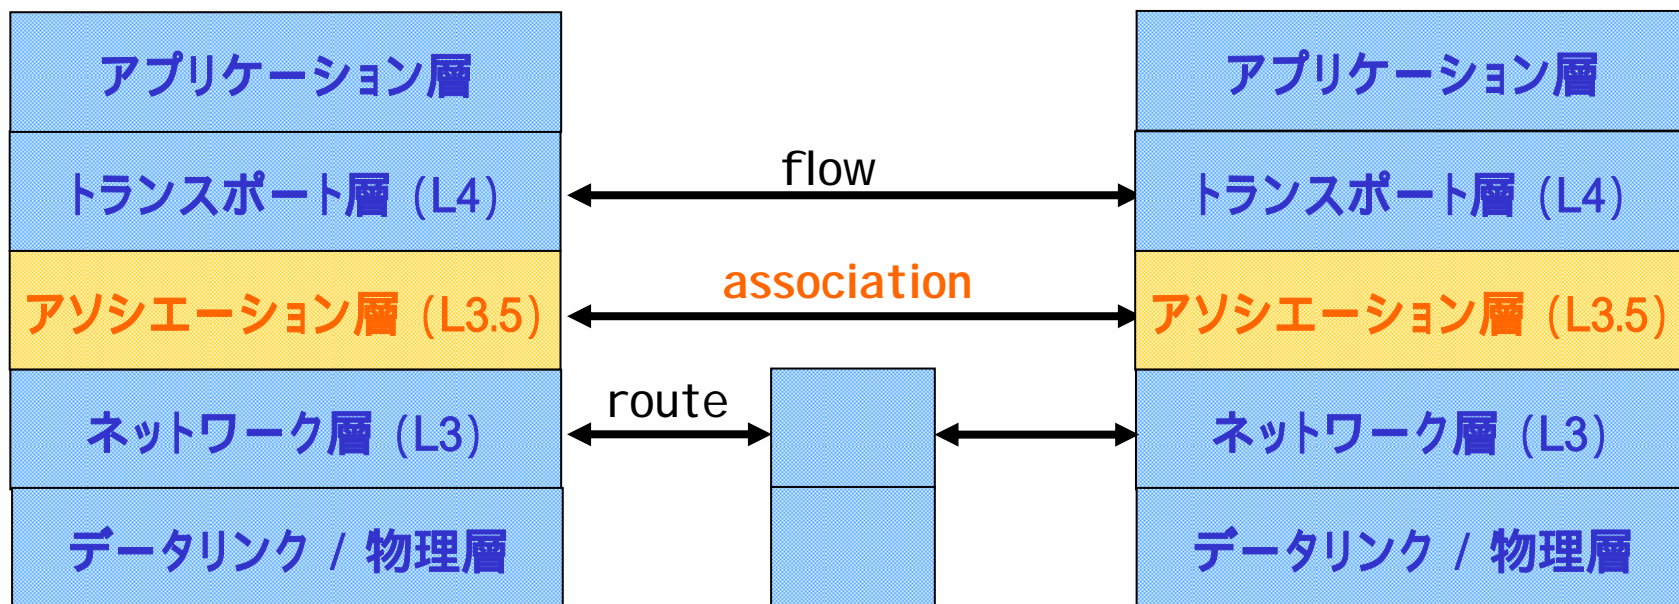 アプリケーション層
アプリケーション層
トランスポート層 (L4)
flow
トランスポート層 (L4)
アソシエーション層 (L3.5)
association
アソシエーション層 (L3.5)
ネットワーク層 (L3)
route
ネットワーク層 (L3)
データリンク / 物理層
データリンク / 物理層